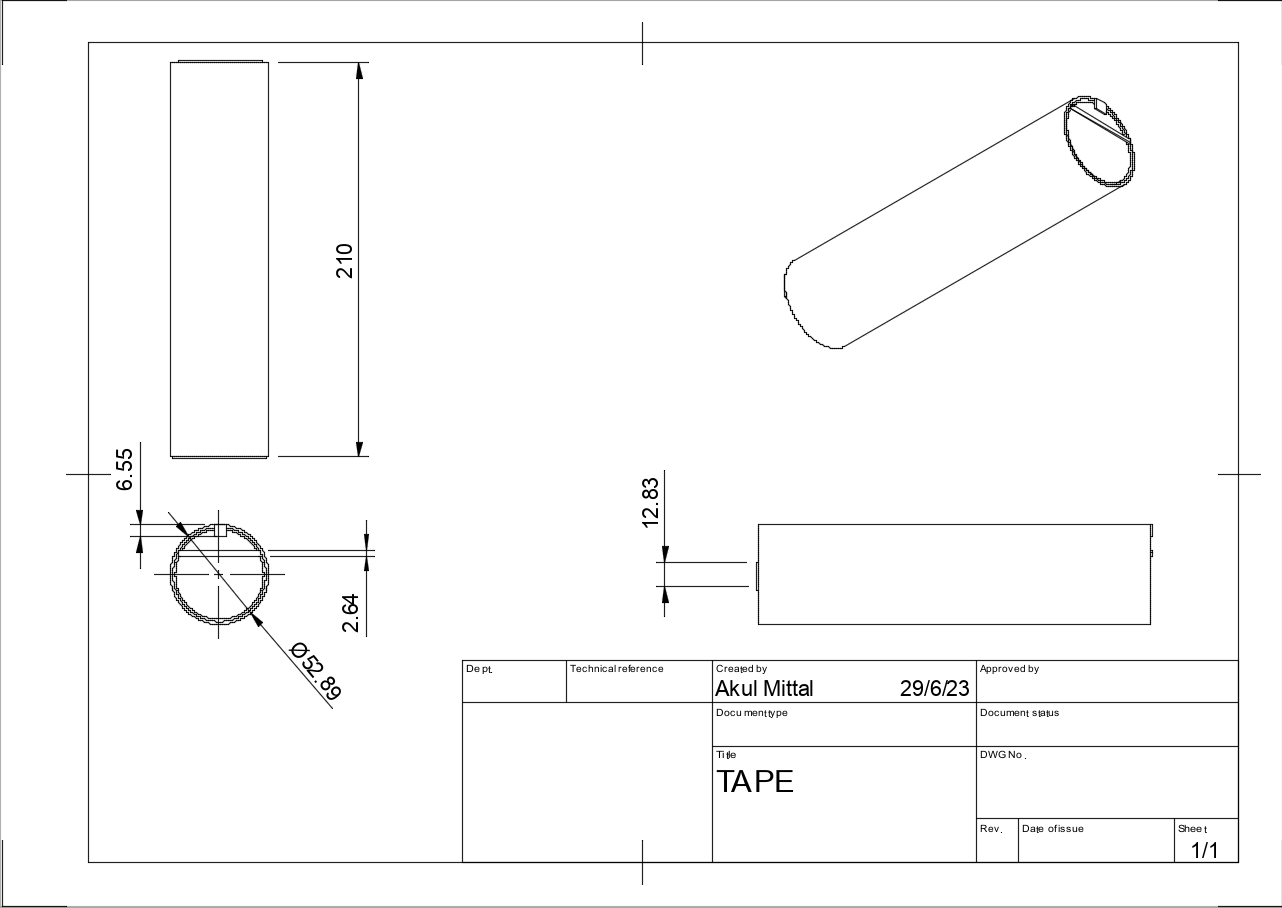 210
6.55
12.83
2.64
Ø52.89
Dept.
Technical reference
Created by
Approved by
Akul Mittal 29/6/23
Document type
Document status
Title
DWG No.
TAPE
Rev.
Date of issue
Sheet
1/1